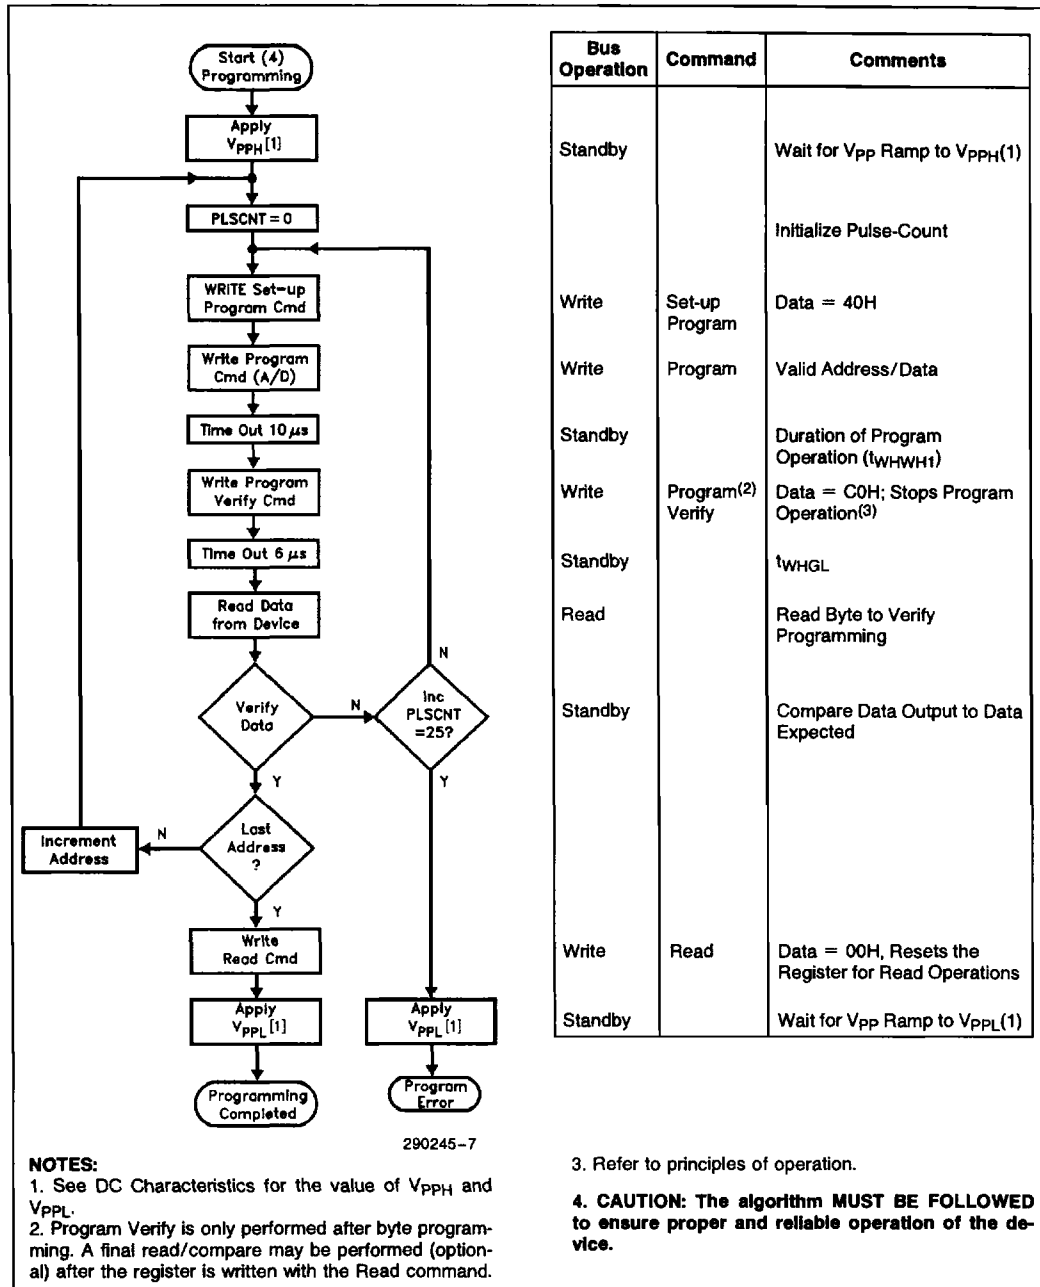 Start (4)
Programming
Apply
VPPH [1]
PLSCNT = 0
WRITE Set-up
Program Cmd
Write Program
Cmd (A/D)
Time Out 10 μs
Write Program
Verify Cmd
Time Out 6 μs
Read Data
from Device
Verify
Data
N
Inc
PLSCNT
=25?
N
Y
Y
Last
Address
?
N
Increment
Address
Y
Write
Read Cmd
Apply
VPPL [1]
Apply
VPPL [1]
Programming
Completed
Program
Error
290245-7
Bus
Operation
Command
Comments
Standby
Wait for VPP Ramp to VPPH(1)
Initialize Pulse-Count
Write
Set-up
Program
Data = 40H
Write
Program
Valid Address/Data
Standby
Duration of Program
Operation (tWHWH1)
Write
Program(2)
Verify
Data = C0H; Stops Program
Operation(3)
Standby
tWHGL
Read
Read Byte to Verify
Programming
Standby
Compare Data Output to Data
Expected
Write
Read
Data = 00H, Resets the
Register for Read Operations
Standby
Wait for VPP Ramp to VPPL(1)
NOTES:
1. See DC Characteristics for the value of VPPH and
VPPL.
2. Program Verify is only performed after byte program-
ming. A final read/compare may be performed (option-
al) after the register is written with the Read command.
3. Refer to principles of operation.
4. CAUTION: The algorithm MUST BE FOLLOWED
to ensure proper and reliable operation of the de-
vice.